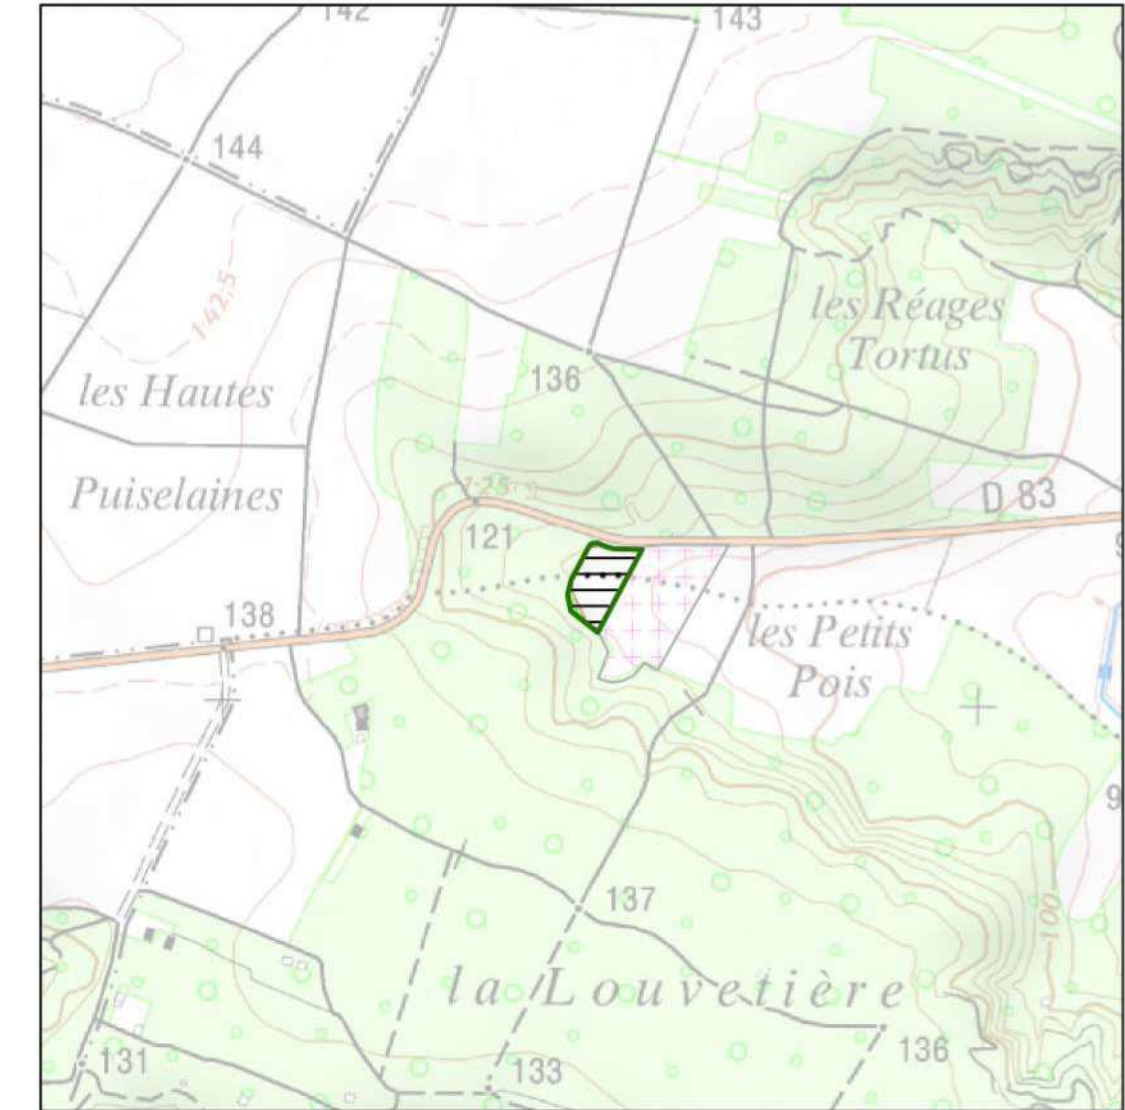 142
143
144
142,5
les Réages
Tortus
les Hautes
136
Puiselaines
125
D 83
121
138
les Petits
Pois
9
137
100
la Louvetière
136
131
133